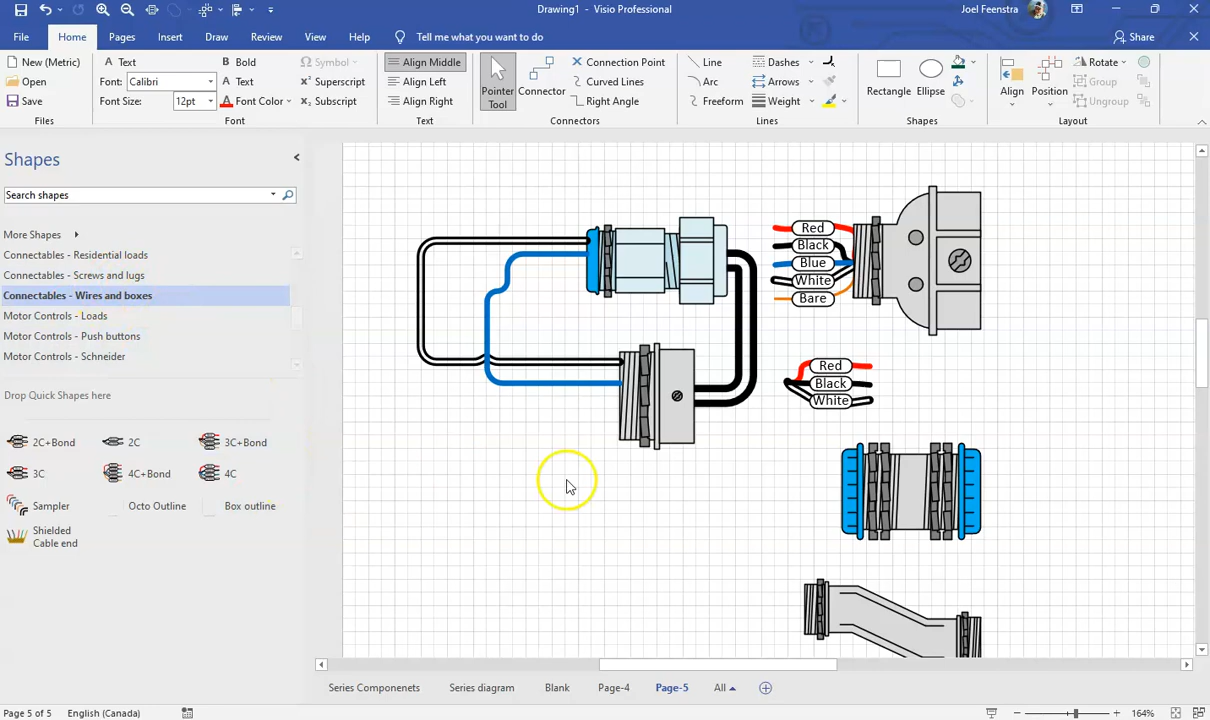 Drawing1 - Visio Professional
Joel Feenstra
File
Home
Pages
Insert
Draw
Review
View
Help
Tell me what you want to do
Share
New (Metric)
Open
Save
Files
Text
Bold
Symbol
Font:
Calibri
Text
Superscript
Font Size:
12pt
Font Color
Subscript
Font
Align Middle
Align Left
Align Right
Text
Pointer
Tool
Connector
Connection Point
Curved Lines
Right Angle
Connectors
Line
Arc
Freeform
Dashes
Arrows
Weight
Lines
Rectangle
Ellipse
Shapes
Align
Position
Rotate
Group
Ungroup
Layout
Shapes
Search shapes
More Shapes
Connectables - Residential loads
Connectables - Screws and lugs
Connectables - Wires and boxes
Motor Controls - Loads
Motor Controls - Push buttons
Motor Controls - Schneider
Drop Quick Shapes here
2C+Bond
2C
3C+Bond
3C
4C+Bond
4C
Sampler
Octo Outline
Box outline
Shielded
Cable end
Red
Black
Blue
White
Bare
Red
Black
White
Series Componenets
Series diagram
Blank
Page-4
Page-5
All
Page 5 of 5
English (Canada)
164%